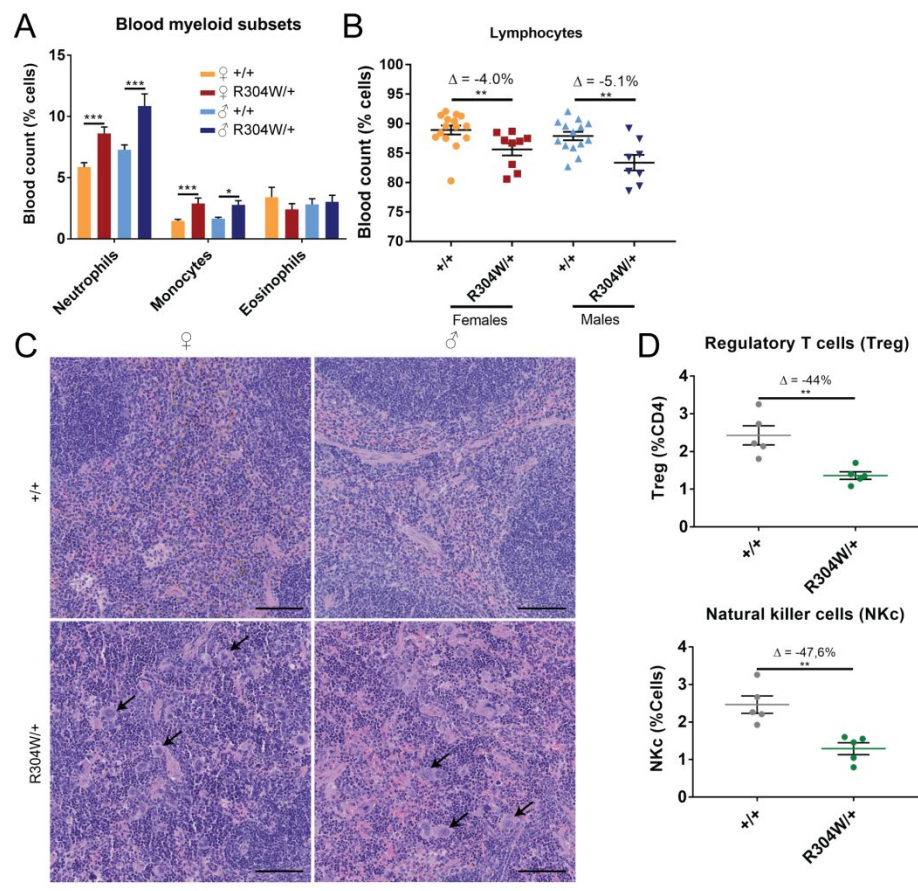 A
Blood myeloid subsets
Blood count (% cells)
15
10
5
0
♀ +/+
♀ R304W/+
♂ +/+
♂ R304W/+
***
***
***
*
Neutrophils
Monocytes
Eosinophils
B
Lymphocytes
Blood count (% cells)
100
95
90
85
80
75
70
Δ = -4.0%
**
Δ = -5.1%
**
+/+
R304W/+
+/+
R304W/+
Females
Males
C
♀
♂
+/+
R304W/+
D
Regulatory T cells (Treg)
Treg (%CD4)
4
3
2
1
0
Δ = -44%
**
+/+
R304W/+
Natural killer cells (NKc)
NKc (%Cells)
4
3
2
1
0
Δ = -47,6%
**
+/+
R304W/+